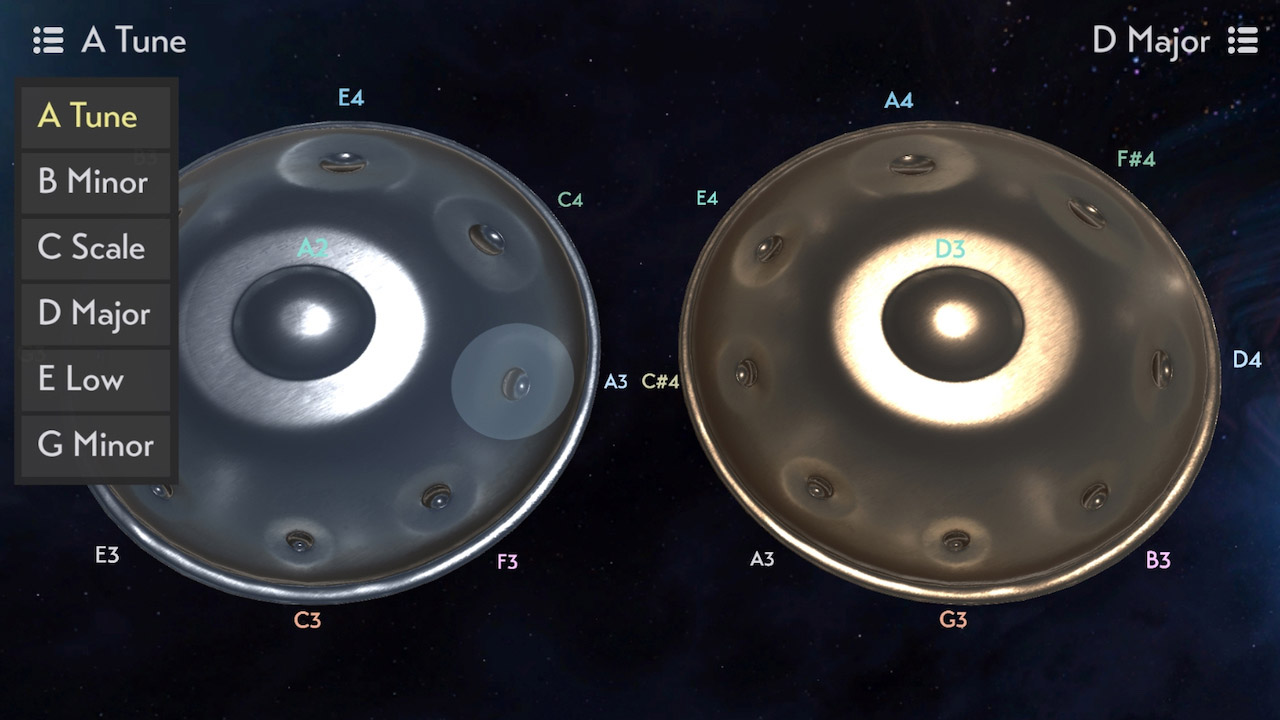 A Tune
D Major
A Tune
B Minor
C Scale
D Major
E Low
G Minor
E4
C4
A2
A3
F3
C3
E3
A4
F#4
E4
D3
D4
C#4
B3
A3
G3